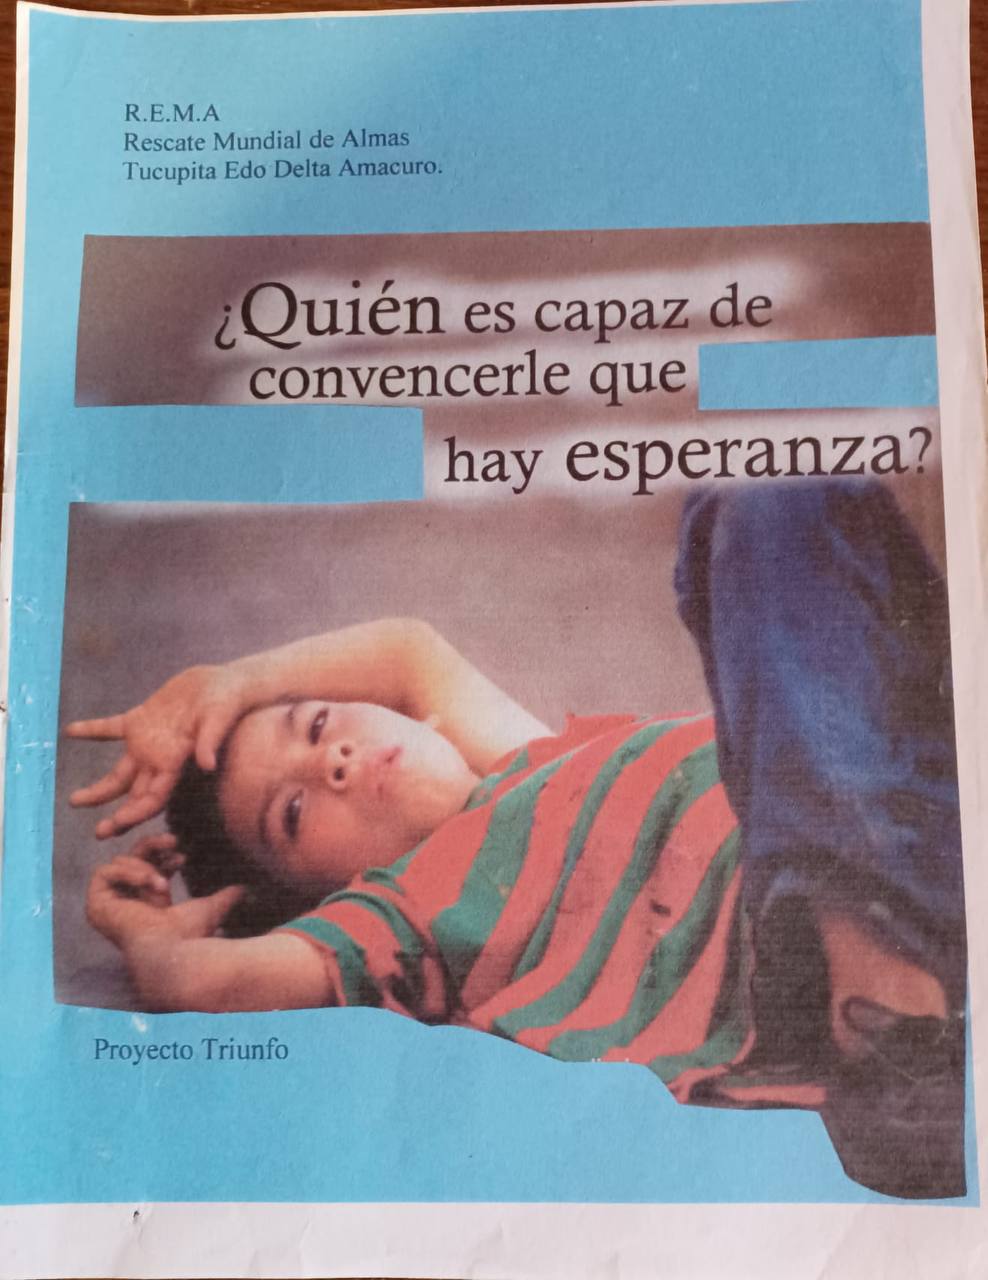 R.E.M.A
Rescate Mundial de Almas
Tucupita Edo Delta Amacuro.
¿Quién es capaz de
convencerle que
hay esperanza?
Proyecto Triunfo